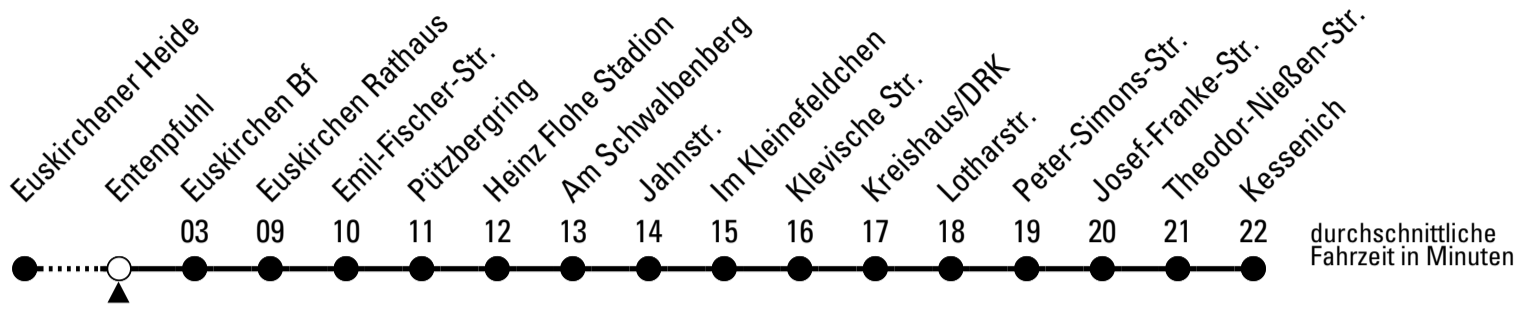 Euskirchener Heide
Entenpfuhl
Euskirchen Bf
Euskirchen Rathaus
Emil-Fischer-Str.
Pützbergring
Heinz Flohe Stadion
Am Schwalbenberg
Jahnstr.
Im Kleinefeldchen
Klevische Str.
Kreishaus/DRK
Lotharstr.
Peter-Simons-Str.
Josef-Franke-Str.
Theodor-Nießen-Str.
Kessenich
03 09 10 11 12 13 14 15 16 17 18 19 20 21 22
durchschnittliche
Fahrzeit in Minuten